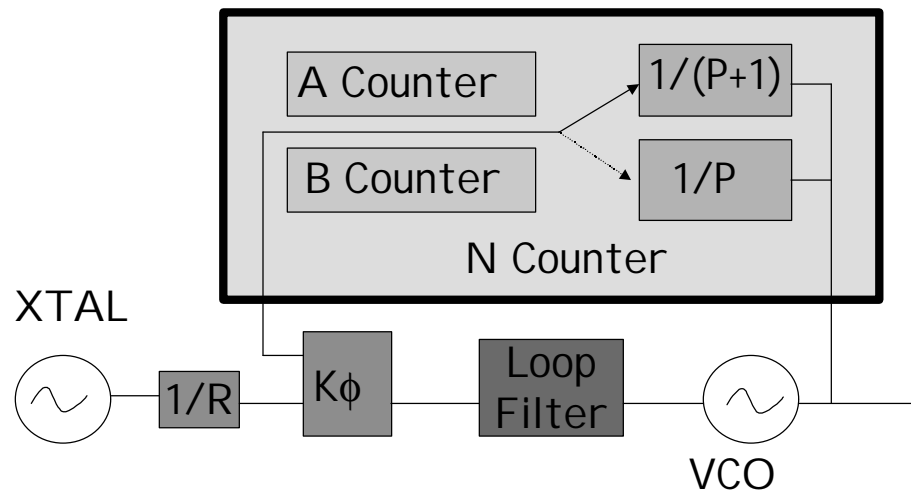 A Counter
1/(P+1)
B Counter
1/P
N Counter
XTAL
1/R
Kϕ
Loop
Filter
VCO